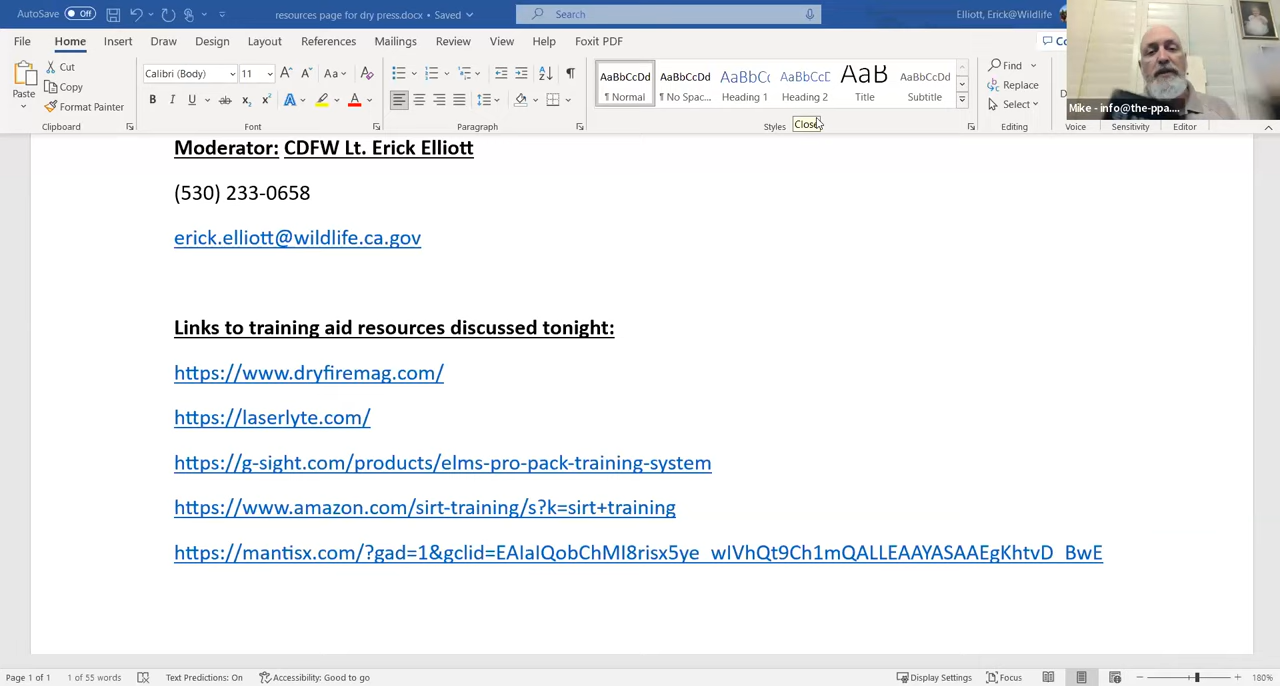 AutoSave Off resources page for dry press.docx • Saved Search Elliott, Erick@Wildlife
File Home Insert Draw Design Layout References Mailings Review View Help Foxit PDF
Paste Cut Copy Format Painter
Calibri (Body) 11
AaBbCcDd AaBbCcDd AaBbCc AaBbCcE AaB AaBbCcDd
¶ Normal ¶ No Spac... Heading 1 Heading 2 Title Subtitle
Find Replace Select
Mike - info@the-ppa....
Clipboard Font Paragraph Styles Editing Voice Sensitivity Editor
Close
Moderator: CDFW Lt. Erick Elliott
(530) 233-0658
erick.elliott@wildlife.ca.gov
Links to training aid resources discussed tonight:
https://www.dryfiremag.com/
https://laserlyte.com/
https://g-sight.com/products/elms-pro-pack-training-system
https://www.amazon.com/sirt-training/s?k=sirt+training
https://mantisx.com/?gad=1&gclid=EAIaIQobChMI8risx5ye_wIVhQt9Ch1mQALLEAAYASAAEgKhtvD_BwE
Page 1 of 1 1 of 55 words Text Predictions: On Accessibility: Good to go Display Settings Focus 180%